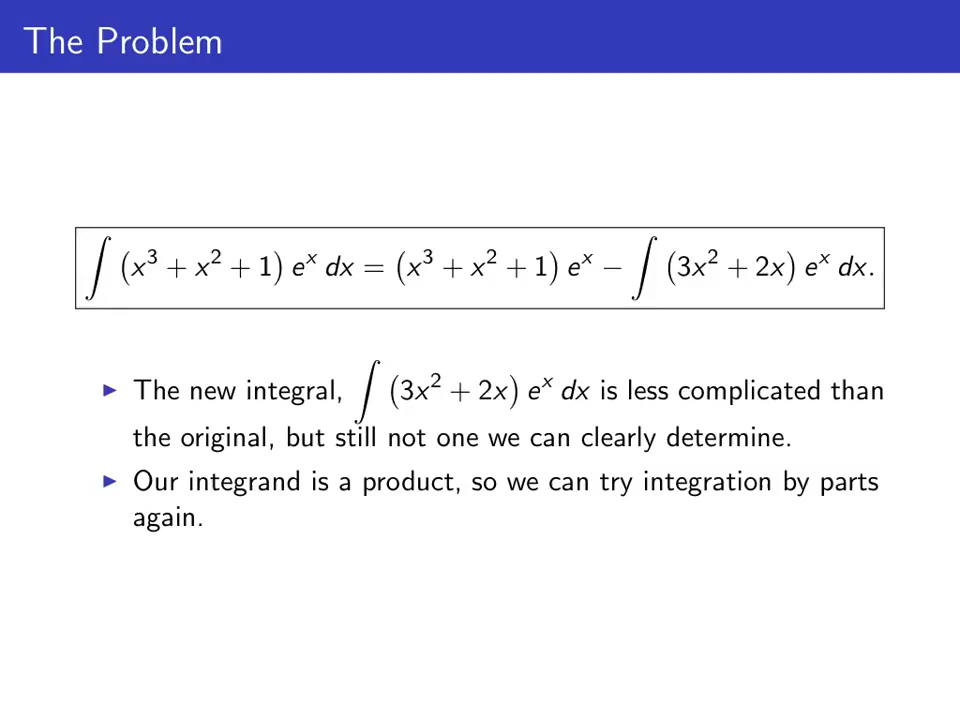 The Problem
∫ (x³ + x² + 1) eˣ dx = (x³ + x² + 1) eˣ − ∫ (3x² + 2x) eˣ dx.
▶ The new integral, ∫ (3x² + 2x) eˣ dx is less complicated than
the original, but still not one we can clearly determine.
▶ Our integrand is a product, so we can try integration by parts
again.